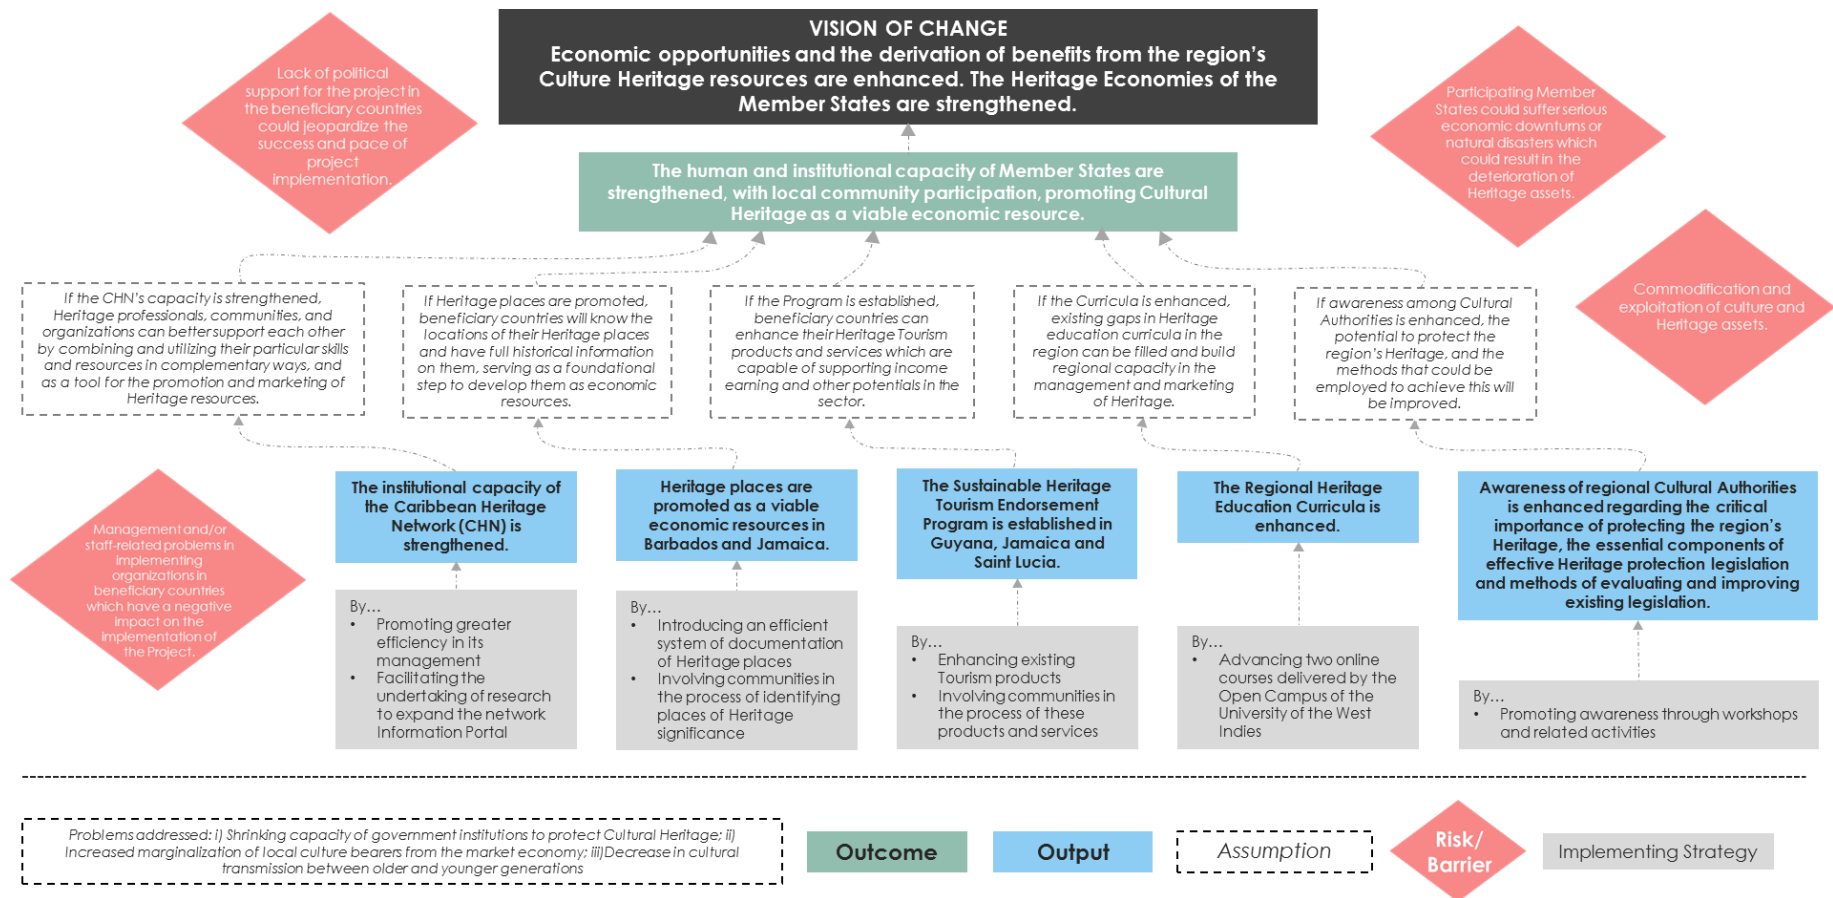 VISION OF CHANGE
Economic opportunities and the derivation of benefits from the region's
Culture Heritage resources are enhanced. The Heritage Economies of the
Member States are strengthened.
Lack of political
support for the project in
the beneficiary countries
could jeopardize the
success and pace of
project
implementation.
Participating Member
States could suffer serious
economic downturns or
natural disasters which
could result in the
deterioration of
Heritage assets.
The human and institutional capacity of Member States are
strengthened, with local community participation, promoting Cultural
Heritage as a viable economic resource.
Commodification and
exploitation of culture and
Heritage assets.
If the CHN's capacity is strengthened,
Heritage professionals, communities, and
organizations can better support each other
by combining and utilizing their particular skills
and resources in complementary ways, and
as a tool for the promotion and marketing of
Heritage resources.
If Heritage places are promoted,
beneficiary countries will know the
locations of their Heritage places
and have full historical information
on them, serving as a foundational
step to develop them as economic
resources.
If the Program is established,
beneficiary countries can
enhance their Heritage Tourism
products and services which are
capable of supporting income
earning and other potentials in the
sector.
If the Curricula is enhanced,
existing gaps in Heritage
education curricula in the
region can be filled and build
regional capacity in the
management and marketing
of Heritage.
If awareness among Cultural
Authorities is enhanced, the
potential to protect the
region's Heritage, and the
methods that could be
employed to achieve this will
be improved.
Management and/or
staff-related problems in
implementing
organizations in
beneficiary countries
which have a negative
impact on the
implementation of
the Project.
The institutional capacity of
the Caribbean Heritage
Network (CHN) is
strengthened.
Heritage places are
promoted as a viable
economic resources in
Barbados and Jamaica.
The Sustainable Heritage
Tourism Endorsement
Program is established in
Guyana, Jamaica and
Saint Lucia.
The Regional Heritage
Education Curricula is
enhanced.
Awareness of regional Cultural Authorities
is enhanced regarding the critical
importance of protecting the region's
Heritage, the essential components of
effective Heritage protection legislation
and methods of evaluating and improving
existing legislation.
By…
• Promoting greater
efficiency in its
management
• Facilitating the
undertaking of research
to expand the network
Information Portal
By…
• Introducing an efficient
system of documentation
of Heritage places
• Involving communities in
the process of identifying
places of Heritage
significance
By…
• Enhancing existing
Tourism products
• Involving communities in
the process of these
products and services
By…
• Advancing two online
courses delivered by the
Open Campus of the
University of the West
Indies
By…
• Promoting awareness through workshops
and related activities
Problems addressed: i) Shrinking capacity of government institutions to protect Cultural Heritage; ii)
Increased marginalization of local culture bearers from the market economy; iii)Decrease in cultural
transmission between older and younger generations
Outcome
Output
Assumption
Risk/
Barrier
Implementing Strategy